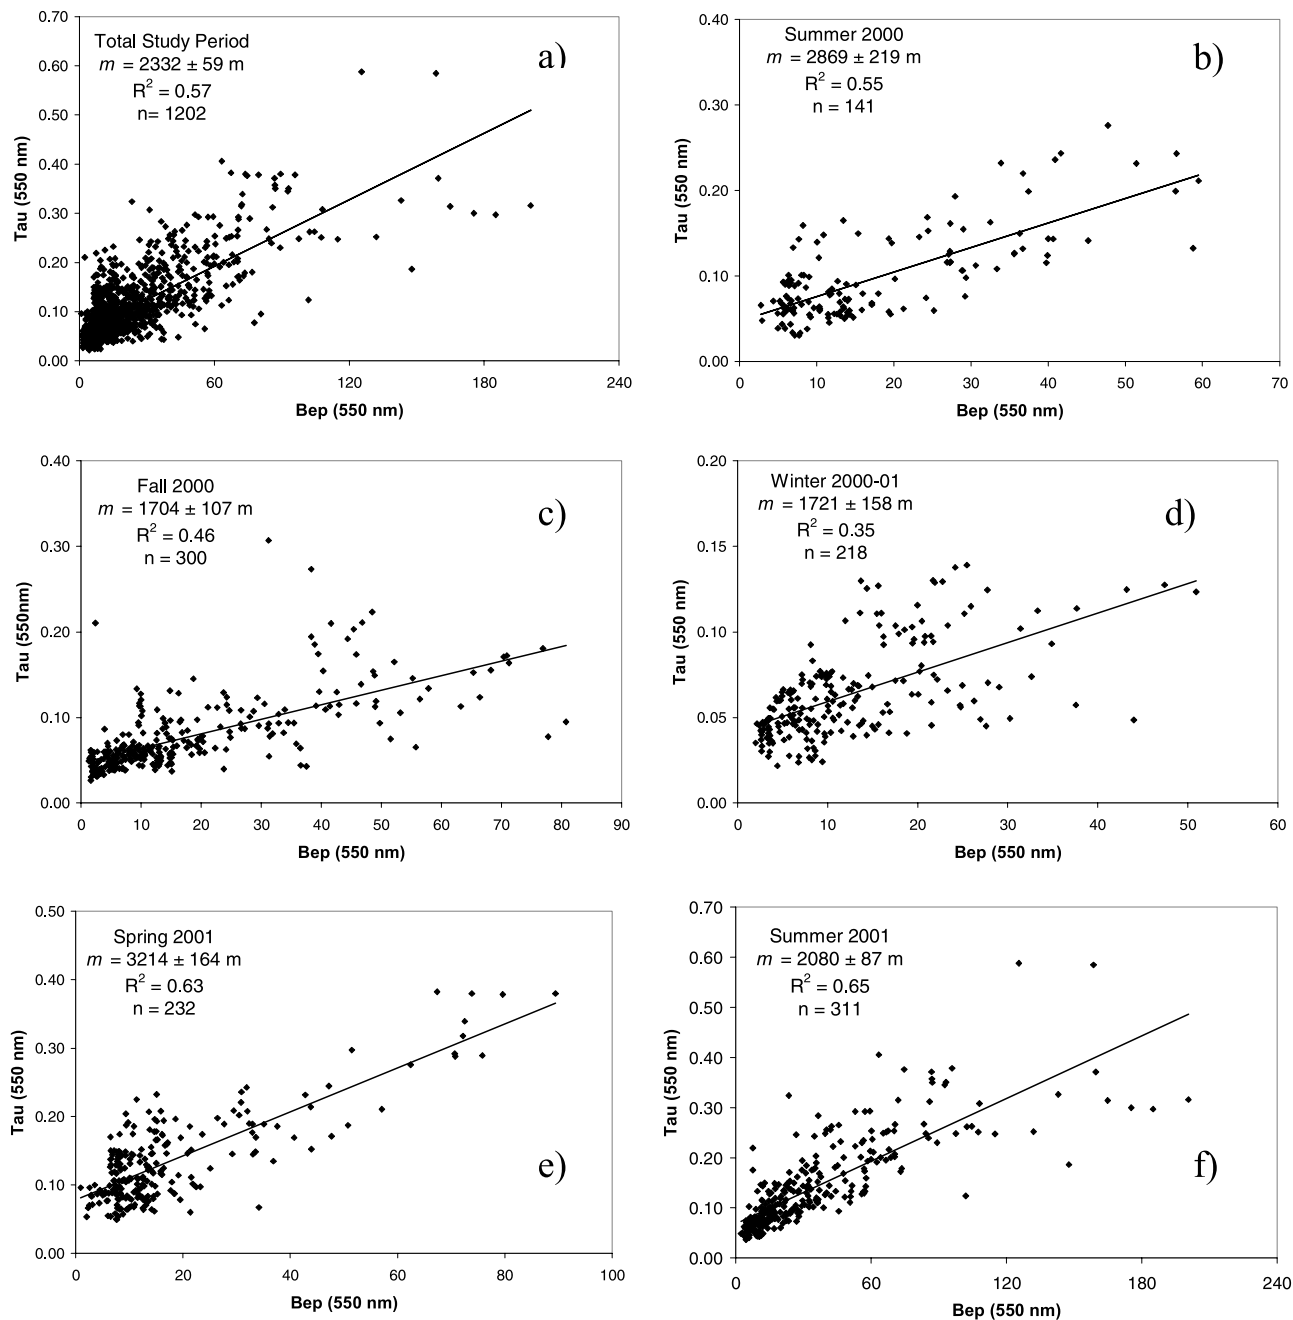 Total Study Period
m = 2332 ± 59 m
R² = 0.57
n= 1202
a)
0.70
0.60
0.50
0.40
0.30
0.20
0.10
0.00
Tau (550 nm)
0 60 120 180 240
Bep (550 nm)
Summer 2000
m = 2869 ± 219 m
R² = 0.55
n = 141
b)
0.40
0.30
0.20
0.10
0.00
Tau (550 nm)
0 10 20 30 40 50 60 70
Bep (550 nm)
Fall 2000
m = 1704 ± 107 m
R² = 0.46
n = 300
c)
0.40
0.30
0.20
0.10
0.00
Tau (550nm)
0 10 20 30 40 50 60 70 80 90
Bep (550 nm)
Winter 2000-01
m = 1721 ± 158 m
R² = 0.35
n = 218
d)
0.20
0.15
0.10
0.05
0.00
Tau (550 nm)
0 10 20 30 40 50 60
Bep (550 nm)
Spring 2001
m = 3214 ± 164 m
R² = 0.63
n = 232
e)
0.50
0.40
0.30
0.20
0.10
0.00
Tau (550 nm)
0 20 40 60 80 100
Bep (550 nm)
Summer 2001
m = 2080 ± 87 m
R² = 0.65
n = 311
f)
0.70
0.60
0.50
0.40
0.30
0.20
0.10
0.00
Tau (550 nm)
0 60 120 180 240
Bep (550 nm)